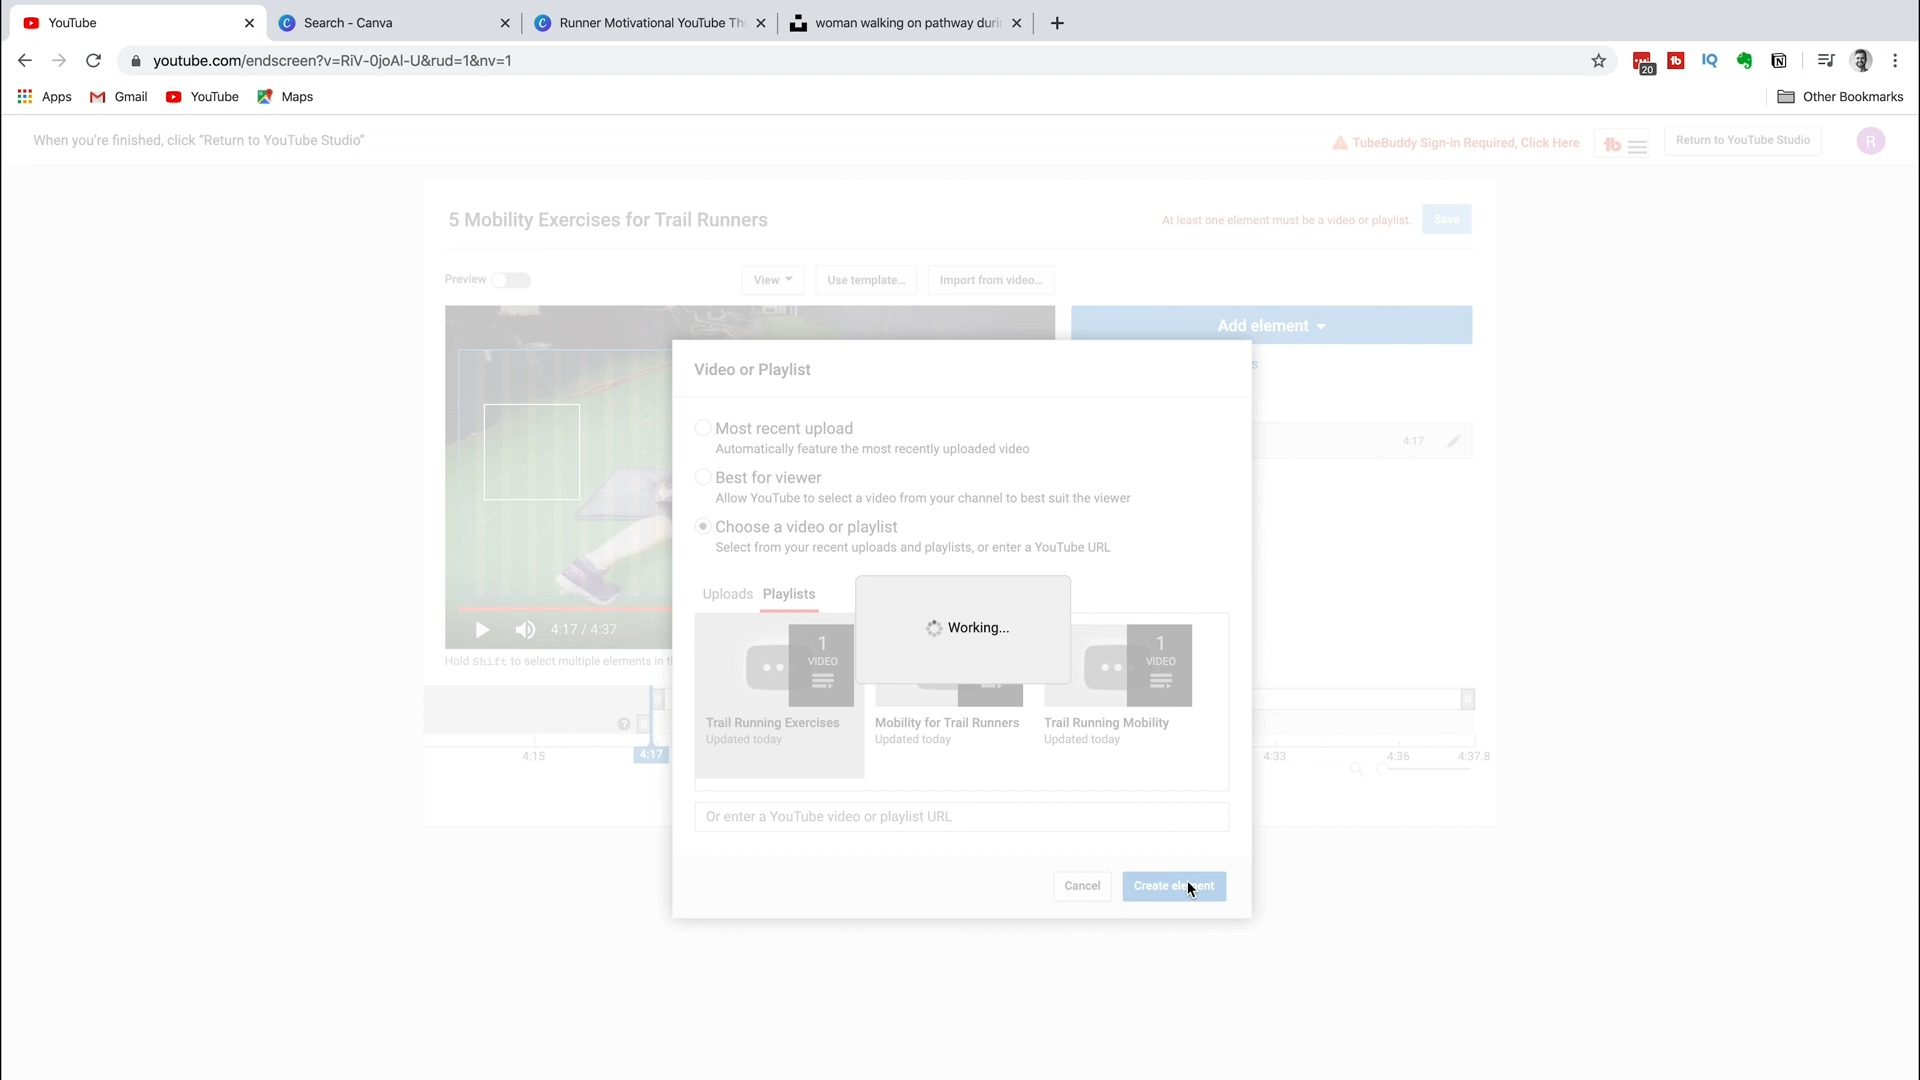 YouTube
Search - Canva
Runner Motivational YouTube Th
woman walking on pathway duri
youtube.com/endscreen?v=RiV-0joAl-U&rud=1&nv=1
20
Apps
Gmail
YouTube
Maps
Other Bookmarks
When you're finished, click "Return to YouTube Studio"
TubeBuddy Sign-in Required, Click Here
Return to YouTube Studio
R
5 Mobility Exercises for Trail Runners
At least one element must be a video or playlist.
Save
Preview
View
Use template...
Import from video...
Add element
s
Video or Playlist
Most recent upload
Automatically feature the most recently uploaded video
4:17
Best for viewer
Allow YouTube to select a video from your channel to best suit the viewer
Choose a video or playlist
Select from your recent uploads and playlists, or enter a YouTube URL
Uploads
Playlists
Working...
4:17 / 4:37
1
VIDEO
1
VIDEO
Hold Shift to select multiple elements in t
Trail Running Exercises
Updated today
Mobility for Trail Runners
Updated today
Trail Running Mobility
Updated today
?
4:15
4:17
4:33
4:36
4:37.8
Or enter a YouTube video or playlist URL
Cancel
Create element